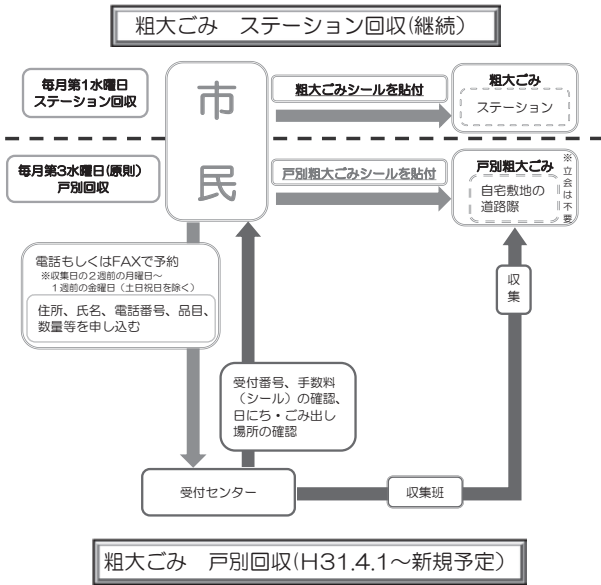 粗大ごみ　ステーション回収(継続)
毎月第1水曜日
ステーション回収
市
民
粗大ごみシールを貼付
粗大ごみ
ステーション
毎月第3水曜日(原則)
戸別回収
戸別粗大ごみシールを貼付
戸別粗大ごみ
自宅敷地の
道路際
※立会は不要
電話もしくはFAXで予約
※収集日の２週前の月曜日～
１週前の金曜日（土日祝日を除く）
住所、氏名、電話番号、品目、
数量等を申し込む
収集
受付番号、手数料
（シール）の確認、
日にち・ごみ出し
場所の確認
受付センター
収集班
粗大ごみ　戸別回収(H31.4.1～新規予定)